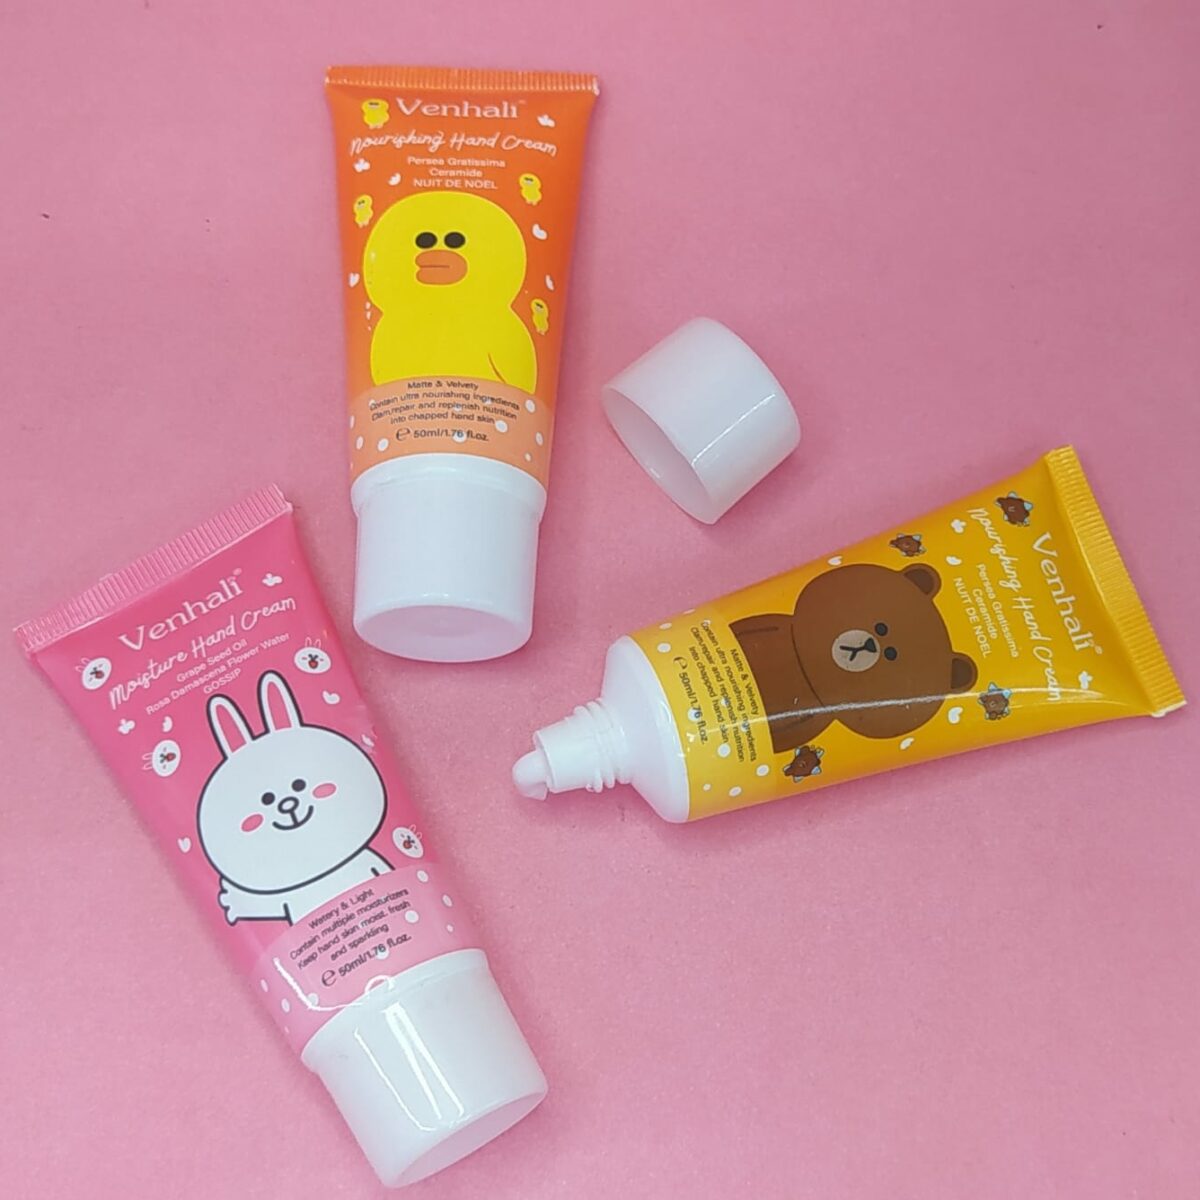 Venhali®
Nourishing Hand Cream
Persea Gratissima
Ceramide
NUIT DE NOEL
Matte & Velvety
Contain ultra nourishing ingredients
Clam,repair and replenish nutrition
into chapped hand skin
℮ 50ml/1.76 fl.oz.
Venhali®
Moisture Hand Cream
Grape Seed Oil
Rosa Damascena Flower Water
GOSSIP
Watery & Light
Contain multiple moisturizers
Keep hand skin moist. fresh
and sparkling
℮ 50ml/1.76 fl.oz.
Venhali®
Nourishing Hand Cream
Persea Gratissima
Ceramide
NUIT DE NOEL
Matte & Velvety
Contain ultra nourishing ingredients
Clam,repair and replenish nutrition
into chapped hand skin
℮ 50ml/1.76 fl.oz.